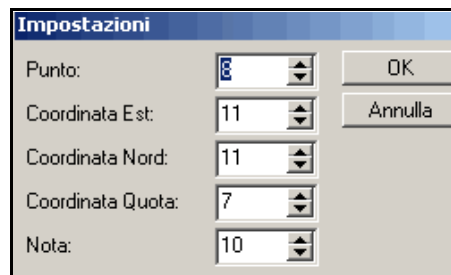 Impostazioni
Punto: 8 OK
Coordinata Est: 11 Annulla
Coordinata Nord: 11
Coordinata Quota: 7
Nota: 10